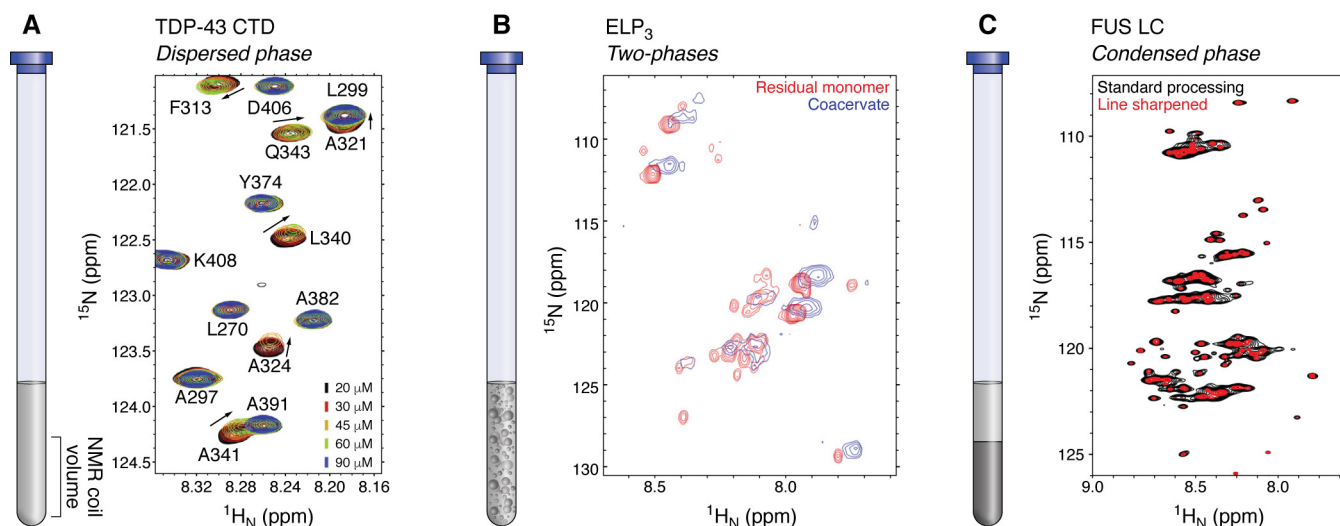 A
TDP-43 CTD
Dispersed phase
F313
D406
L299
Q343
A321
Y374
L340
K408
L270
A382
A324
A297
A391
A341
20 μM
30 μM
45 μM
60 μM
90 μM
121.5
122.0
122.5
123.0
123.5
124.0
124.5
15N (ppm)
8.32
8.28
8.24
8.20
8.16
1HN (ppm)
NMR coil
volume
B
ELP3
Two-phases
Residual monomer
Coacervate
110
115
120
125
130
15N (ppm)
8.5
8.0
1HN (ppm)
C
FUS LC
Condensed phase
Standard processing
Line sharpened
110
115
120
125
15N (ppm)
9.0
8.5
8.0
1HN (ppm)